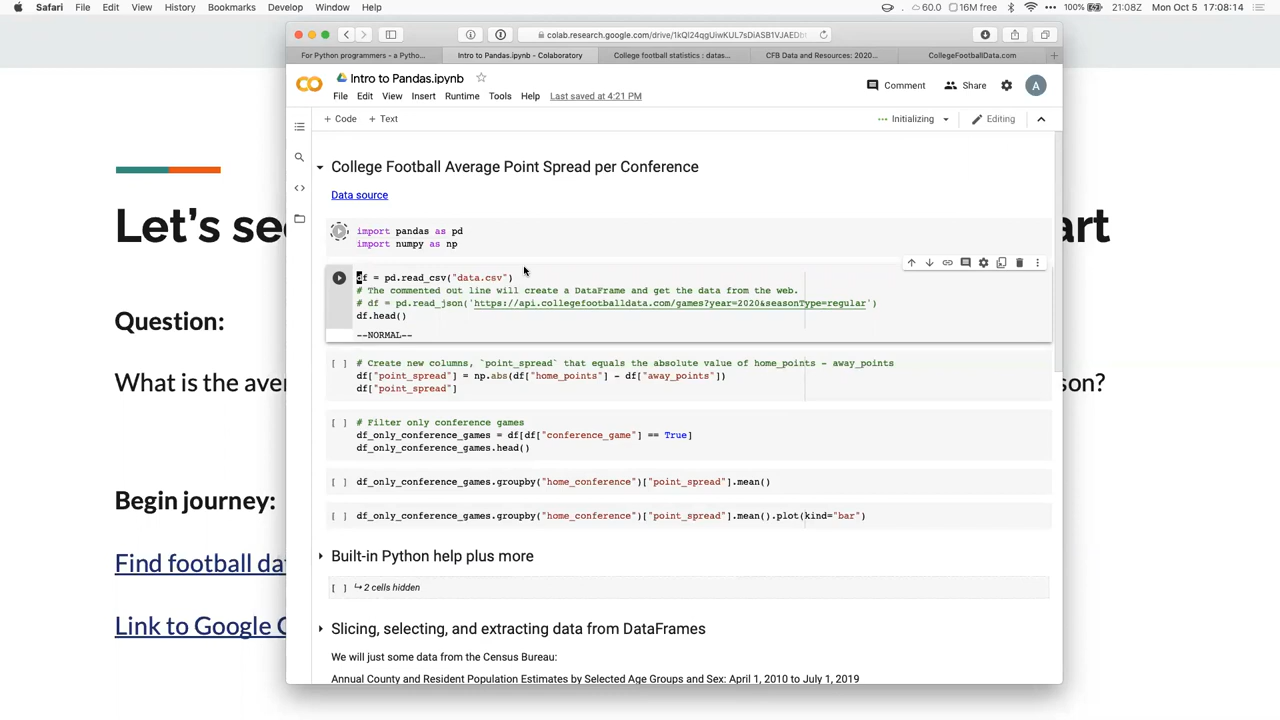 Safari File Edit View History Bookmarks Develop Window Help
60.0 16M free 100% 21:08Z Mon Oct 5 17:08:14
colab.research.google.com/drive/1kQl24qgUiwKUL7sDiASB1VJAEDb
For Python programmers - a Pytho... Intro to Pandas.ipynb - Colaboratory College football statistics : datas... CFB Data and Resources: 2020... CollegeFootballData.com
Intro to Pandas.ipynb
Comment Share A
File Edit View Insert Runtime Tools Help Last saved at 4:21 PM
+ Code + Text Initializing Editing
College Football Average Point Spread per Conference
Data source
import pandas as pd
import numpy as np
df = pd.read_csv("data.csv")
# The commented out line will create a DataFrame and get the data from the web.
# df = pd.read_json('https://api.collegefootballdata.com/games?year=2020&seasonType=regular')
df.head()
--NORMAL--
[ ] # Create new columns, `point_spread` that equals the absolute value of home_points - away_points
df["point_spread"] = np.abs(df["home_points"] - df["away_points"])
df["point_spread"]
[ ] # Filter only conference games
df_only_conference_games = df[df["conference_game"] == True]
df_only_conference_games.head()
[ ] df_only_conference_games.groupby("home_conference")["point_spread"].mean()
[ ] df_only_conference_games.groupby("home_conference")["point_spread"].mean().plot(kind="bar")
Built-in Python help plus more
[ ] 2 cells hidden
Slicing, selecting, and extracting data from DataFrames
We will just some data from the Census Bureau:
Annual County and Resident Population Estimates by Selected Age Groups and Sex: April 1, 2010 to July 1, 2019
Let's se
art
Question:
What is the ave
son?
Begin journey:
Find football da
Link to Google C